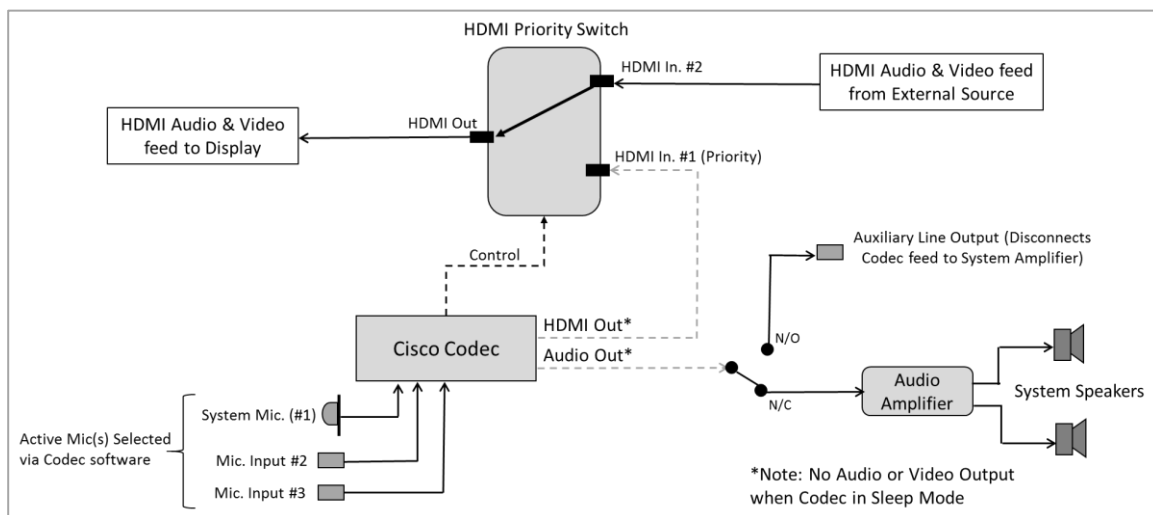 HDMI Priority Switch
HDMI In. #2
HDMI Audio & Video feed
from External Source
HDMI Out
HDMI Audio & Video
feed to Display
HDMI In. #1 (Priority)
Control
Auxiliary Line Output (Disconnects
Codec feed to System Amplifier)
HDMI Out*
Cisco Codec
Audio Out*
N/O
N/C
Audio
Amplifier
System Speakers
System Mic. (#1)
Active Mic(s) Selected
via Codec software
Mic. Input #2
Mic. Input #3
*Note: No Audio or Video Output
when Codec in Sleep Mode